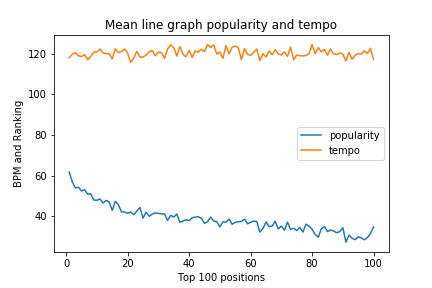 Mean line graph popularity and tempo
BPM and Ranking
120
100
80
60
40
popularity
tempo
0
20
40
60
80
100
Top 100 positions